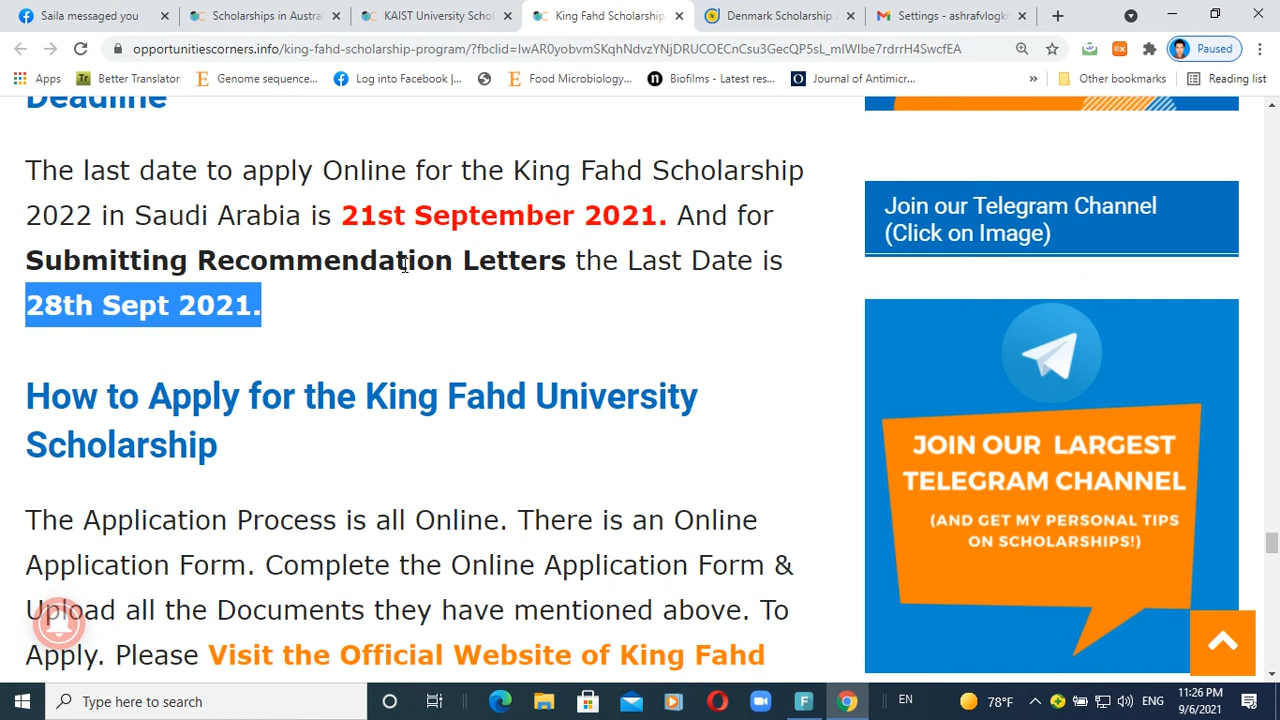 Saila messaged you
Scholarships in Austra
KAIST University Scho
King Fahd Scholarship
Denmark Scholarship 2
Settings - ashrafvlogkr
opportunitiescorners.info/king-fahd-scholarship-program/?fbclid=IwAR0yobvmSKqhNdvzYNjDRUCOECnCsu3GecQP5sL_mIWIbe7rdrrH4SwcfEA
Paused
Apps
Tr
Better Translator
E
Genome sequence...
Log into Facebook |...
E
Food Microbiology,...
n
Biofilms - Latest res...
O
Journal of Antimicr...
»
Other bookmarks
Reading list
Deadline
The last date to apply Online for the King Fahd Scholarship
2022 in Saudi Arabia is 21st September 2021. And for
Submitting Recommendation Letters the Last Date is
28th Sept 2021.
How to Apply for the King Fahd University
Scholarship
The Application Process is all Online. There is an Online
Application Form. Complete the Online Application Form &
Upload all the Documents they have mentioned above. To
Apply. Please Visit the Official Website of King Fahd
Join our Telegram Channel
(Click on Image)
JOIN OUR LARGEST
TELEGRAM CHANNEL
(AND GET MY PERSONAL TIPS
ON SCHOLARSHIPS!)
Type here to search
F
EN
78°F
ENG
11:26 PM
9/6/2021